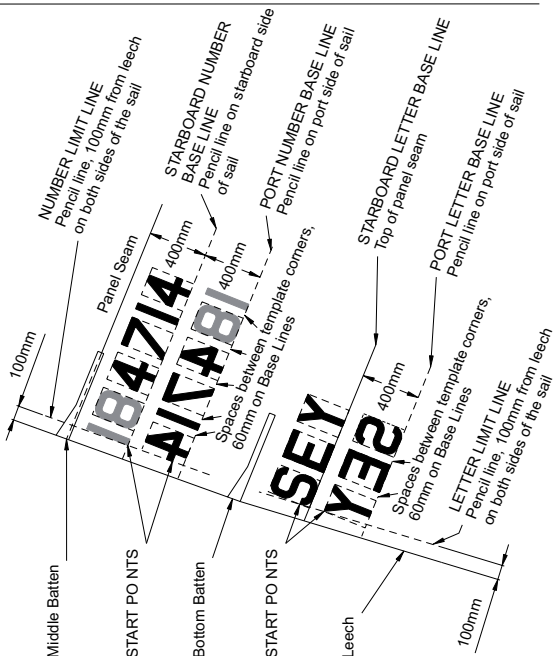 NUMBER LIMIT LINE
Pencil line, 100mm from leech
on both sides of the sail
STARBOARD NUMBER
BASE LINE
Pencil line on starboard side
of sail
PORT NUMBER BASE LINE
Pencil line on port side of sail
100mm
Panel Seam
400mm
400mm
184714
184714
Spaces between template corners,
60mm on Base Lines
STARBOARD LETTER BASE LINE
Top of panel seam
PORT LETTER BASE LINE
Pencil line on port side of sail
SEY
SEY
400mm
Spaces between template corners,
60mm on Base Lines
LETTER LIMIT LINE
Pencil line, 100mm from leech
on both sides of the sail
Middle Batten
START PO NTS
Bottom Batten
START PO NTS
Leech
100mm